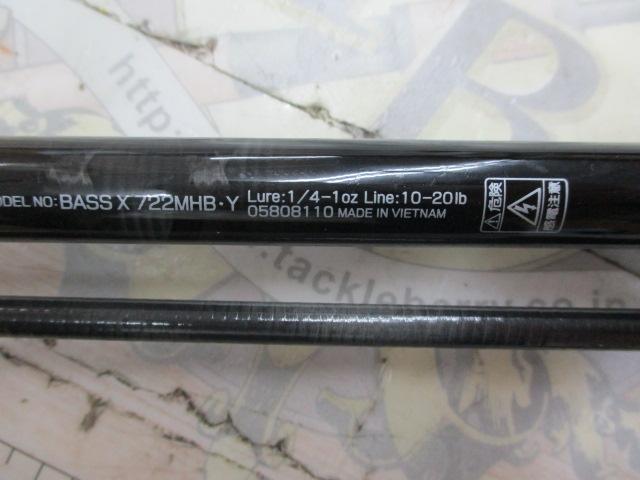 http:
ODEL NO: BASS X 722MHB·Y Lure:1/4-1oz Line:10-20lb
05808110 MADE IN VIETNAM
危険
感電注意
.tackleberry.co.jp